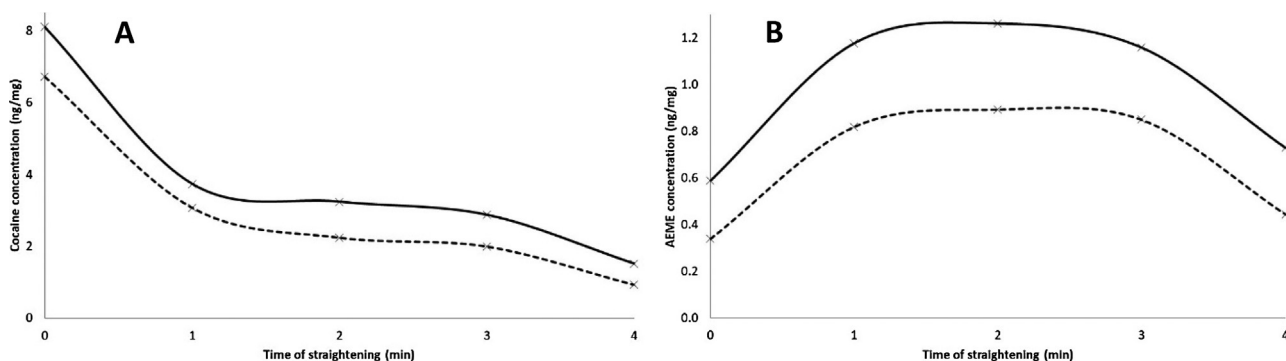 A
Cocaine concentration (ng/mg)
8
6
4
2
0
0 1 2 3 4
Time of straightening (min)
B
AEME concentration (ng/mg)
1.2
1.0
0.8
0.6
0.4
0.2
0.0
0 1 2 3 4
Time of straightening (min)